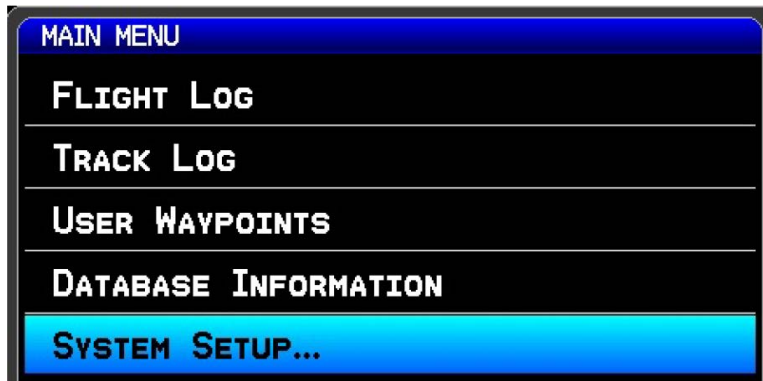 MAIN MENU
FLIGHT LOG
TRACK LOG
USER WAYPOINTS
DATABASE INFORMATION
SYSTEM SETUP...